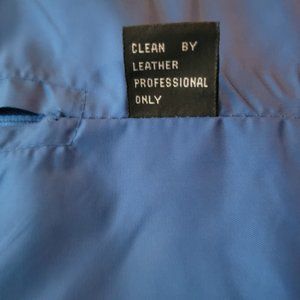 CLEAN BY
LEATHER
PROFESSIONAL
ONLY